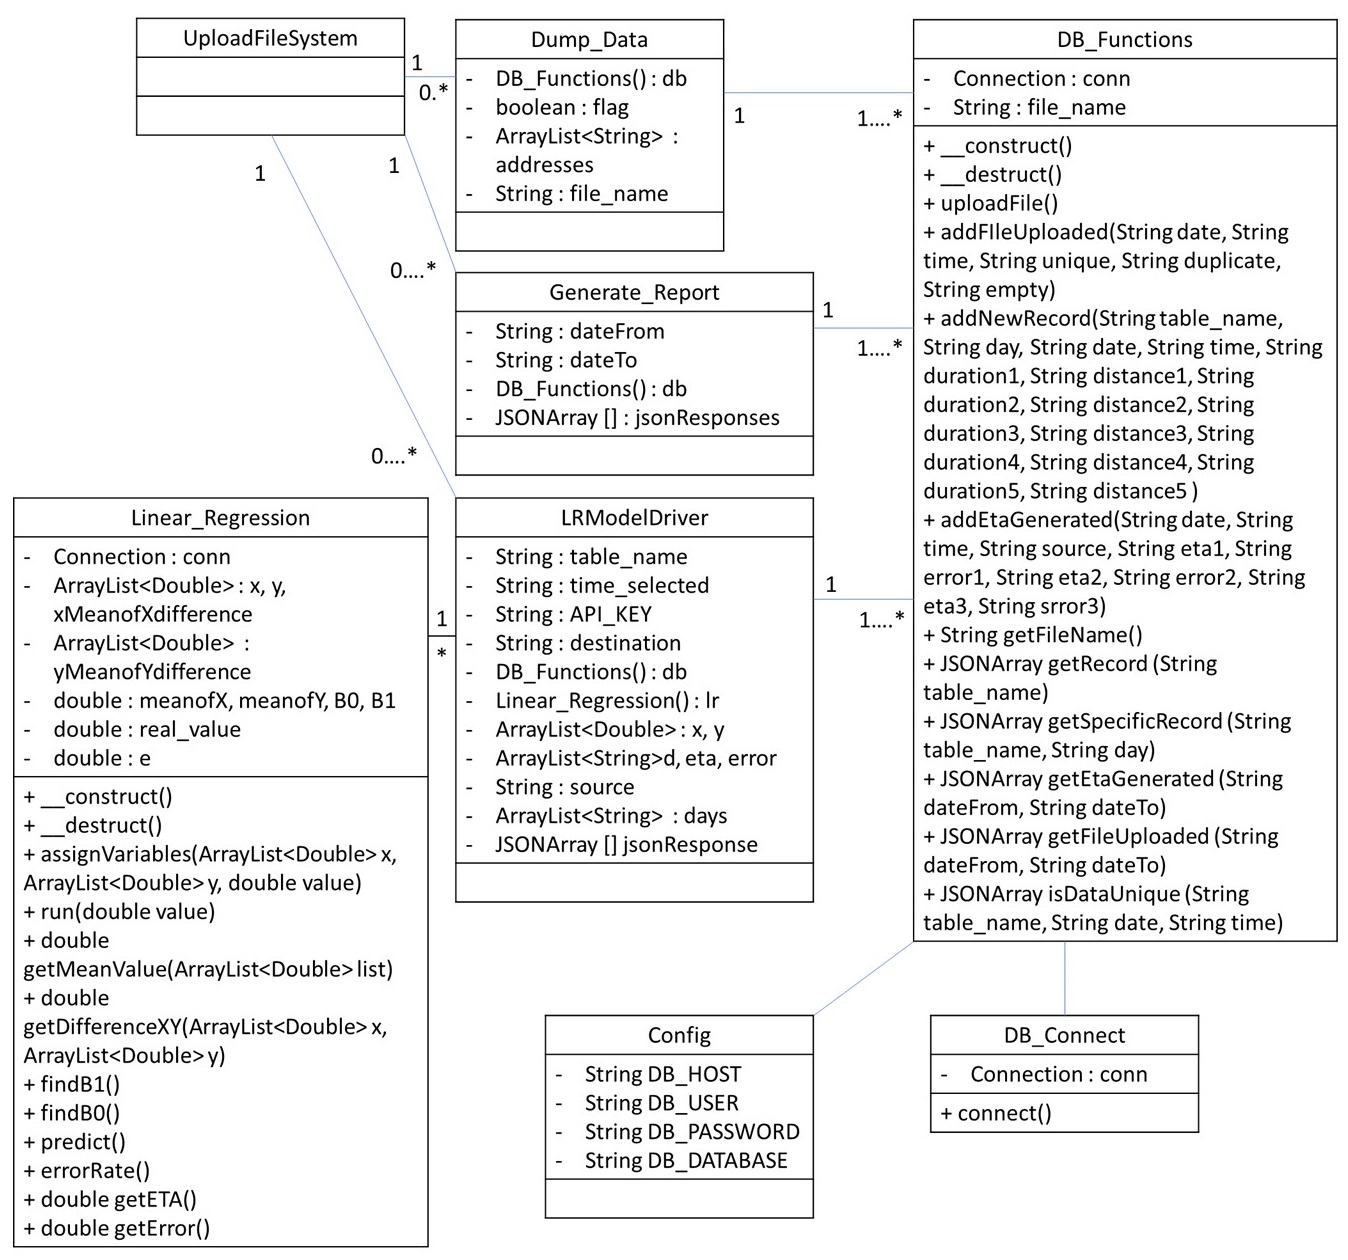 UploadFileSystem
1
0.*
1
1
0....*
0....*
Dump_Data
- DB_Functions() : db
- boolean : flag
- ArrayList<String> :
addresses
- String : file_name
1
1....*
Generate_Report
- String : dateFrom
- String : dateTo
- DB_Functions() : db
- JSONArray [] : jsonResponses
1
1....*
LRModelDriver
- String : table_name
- String : time_selected
- String : API_KEY
- String : destination
- DB_Functions() : db
- Linear_Regression() : lr
- ArrayList<Double> : x, y
- ArrayList<String>d, eta, error
- String : source
- ArrayList<String> : days
- JSONArray [] jsonResponse
1
1....*
1
*
Linear_Regression
- Connection : conn
- ArrayList<Double> : x, y,
xMeanofXdifference
- ArrayList<Double> :
yMeanofYdifference
- double : meanofX, meanofY, B0, B1
- double : real_value
- double : e
+ __construct()
+ __destruct()
+ assignVariables(ArrayList<Double> x,
ArrayList<Double> y, double value)
+ run(double value)
+ double
getMeanValue(ArrayList<Double> list)
+ double
getDifferenceXY(ArrayList<Double> x,
ArrayList<Double> y)
+ findB1()
+ findB0()
+ predict()
+ errorRate()
+ double getETA()
+ double getError()
DB_Functions
- Connection : conn
- String : file_name
+ __construct()
+ __destruct()
+ uploadFile()
+ addFIleUploaded(String date, String
time, String unique, String duplicate,
String empty)
+ addNewRecord(String table_name,
String day, String date, String time, String
duration1, String distance1, String
duration2, String distance2, String
duration3, String distance3, String
duration4, String distance4, String
duration5, String distance5 )
+ addEtaGenerated(String date, String
time, String source, String eta1, String
error1, String eta2, String error2, String
eta3, String srror3)
+ String getFileName()
+ JSONArray getRecord (String
table_name)
+ JSONArray getSpecificRecord (String
table_name, String day)
+ JSONArray getEtaGenerated (String
dateFrom, String dateTo)
+ JSONArray getFileUploaded (String
dateFrom, String dateTo)
+ JSONArray isDataUnique (String
table_name, String date, String time)
Config
- String DB_HOST
- String DB_USER
- String DB_PASSWORD
- String DB_DATABASE
DB_Connect
- Connection : conn
+ connect()